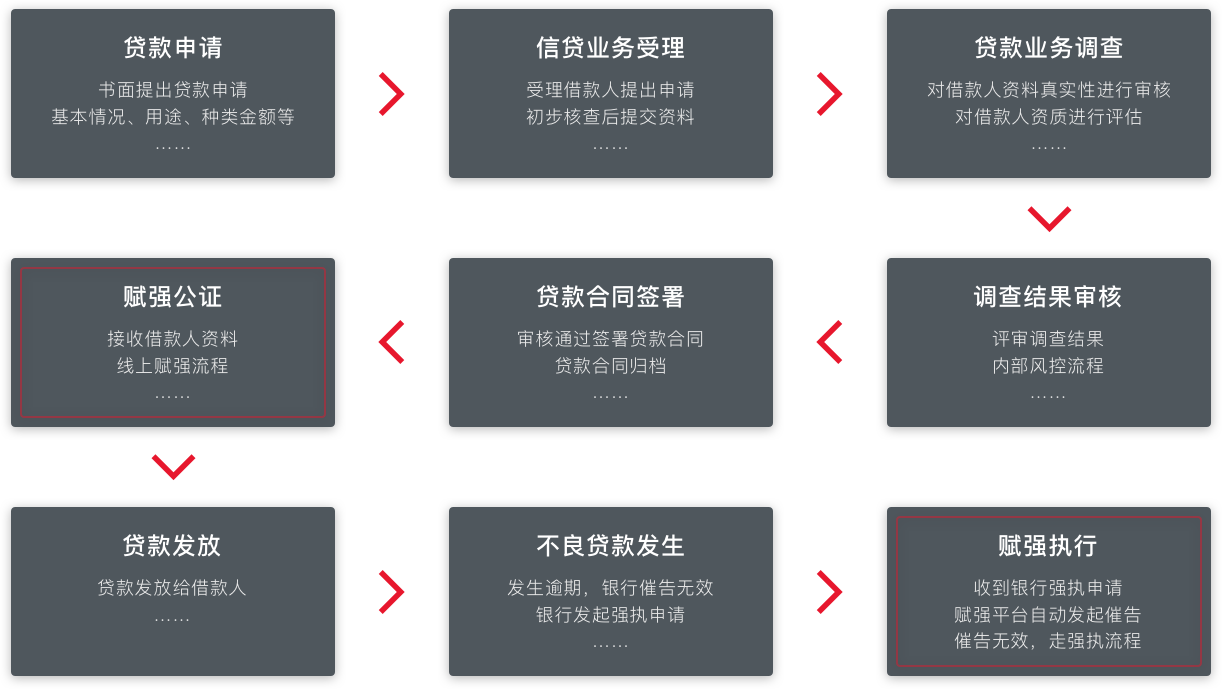 贷款申请
书面提出贷款申请
基本情况、用途、种类金额等
……
信贷业务受理
受理借款人提出申请
初步核查后提交资料
……
贷款业务调查
对借款人资料真实性进行审核
对借款人资质进行评估
……
调查结果审核
评审调查结果
内部风控流程
……
贷款合同签署
审核通过签署贷款合同
贷款合同归档
……
赋强公证
接收借款人资料
线上赋强流程
……
贷款发放
贷款发放给借款人
……
不良贷款发生
发生逾期，银行催告无效
银行发起强执申请
……
赋强执行
收到银行强执申请
赋强平台自动发起催告
催告无效，走强执流程